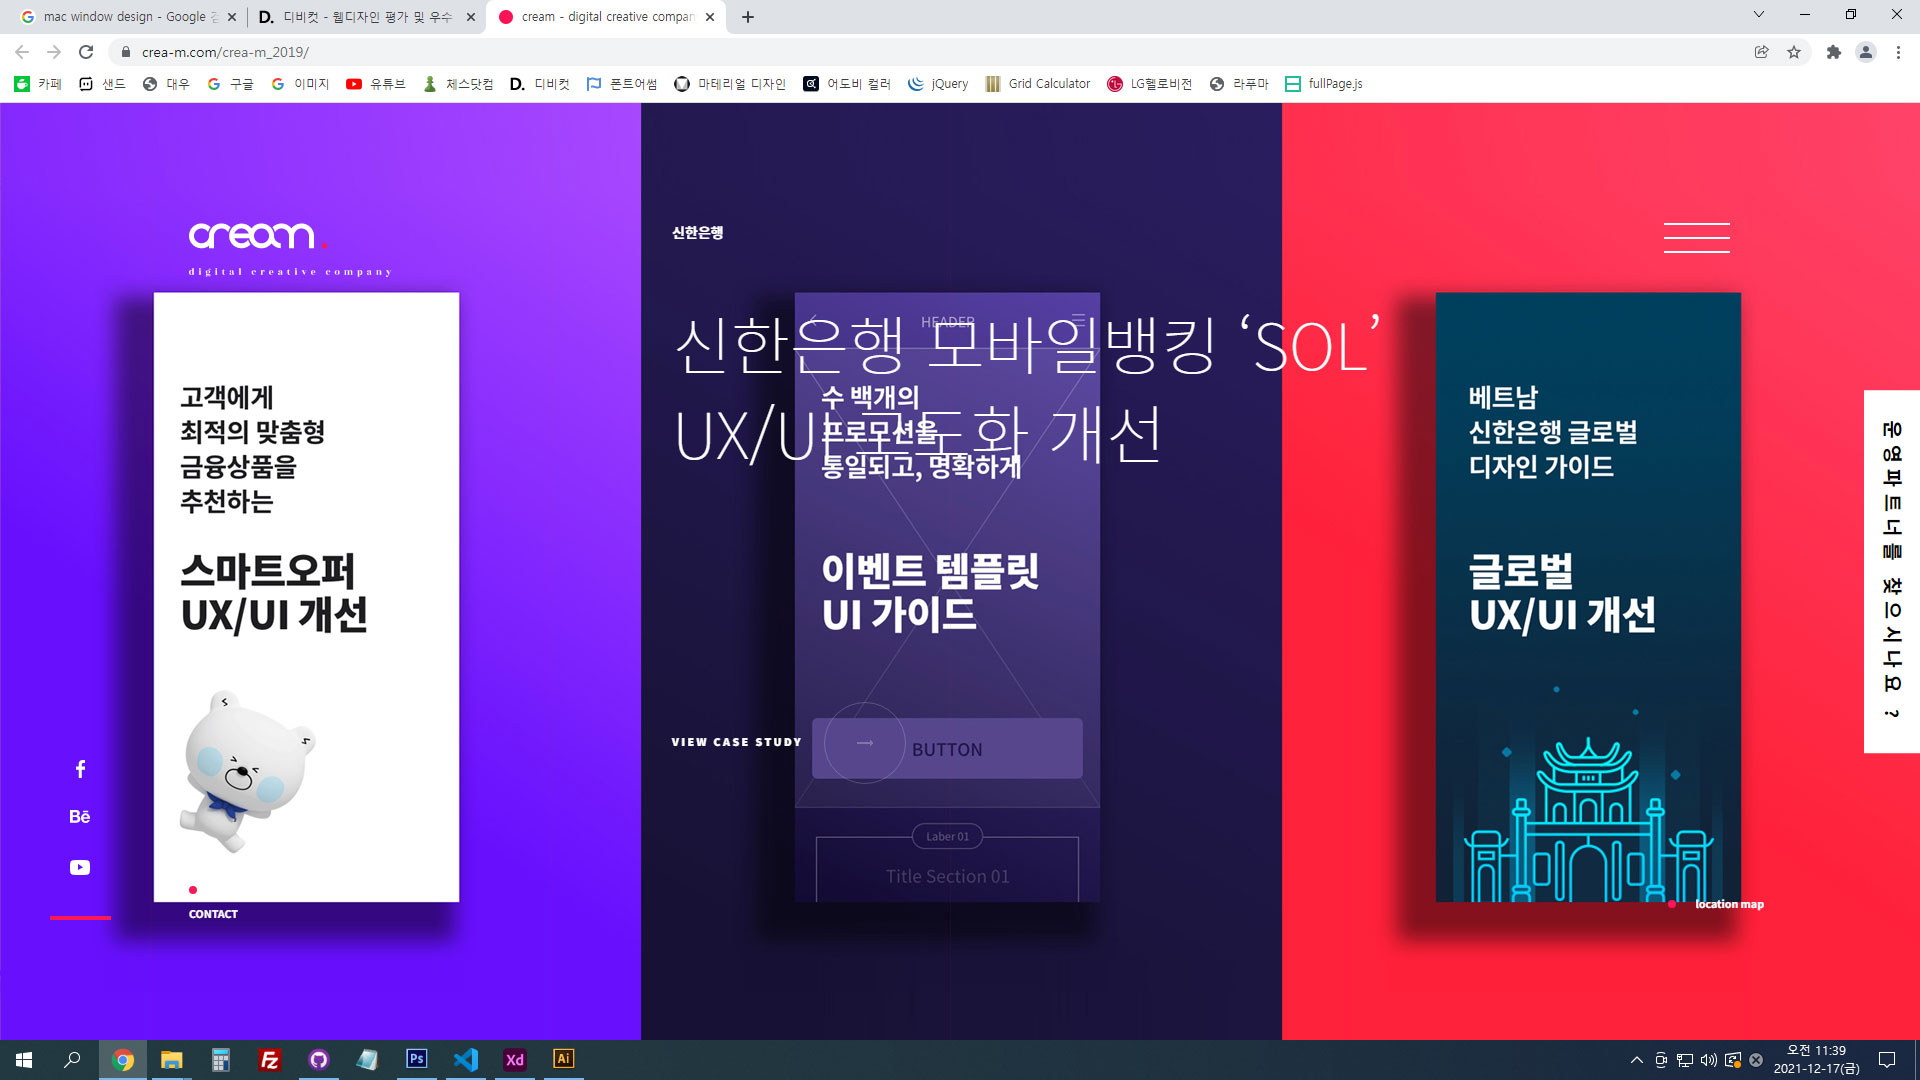 mac window design - Google 검
디비컷 - 웹디자인 평가 및 우수
cream - digital creative compan
crea-m.com/crea-m_2019/
카페
샌드
대우
구글
이미지
유튜브
체스닷컴
디비컷
폰트어썸
마테리얼 디자인
어도비 컬러
jQuery
Grid Calculator
LG헬로비전
라푸마
fullPage.js
cream.
digital creative company
신한은행
신한은행 모바일뱅킹 ‘SOL’
UX/UI 고도화 개선
고객에게
최적의 맞춤형
금융상품을
추천하는
스마트오퍼
UX/UI 개선
HEADER
수 백개의
프로모션을
통일되고, 명확하게
이벤트 템플릿
UI 가이드
VIEW CASE STUDY
BUTTON
Laber 01
Title Section 01
베트남
신한은행 글로벌
디자인 가이드
글로벌
UX/UI 개선
운영파트너를 찾으시나요 ?
Bē
CONTACT
location map
Fz
Ps
Xd
Ai
오전 11:39
2021-12-17(금)